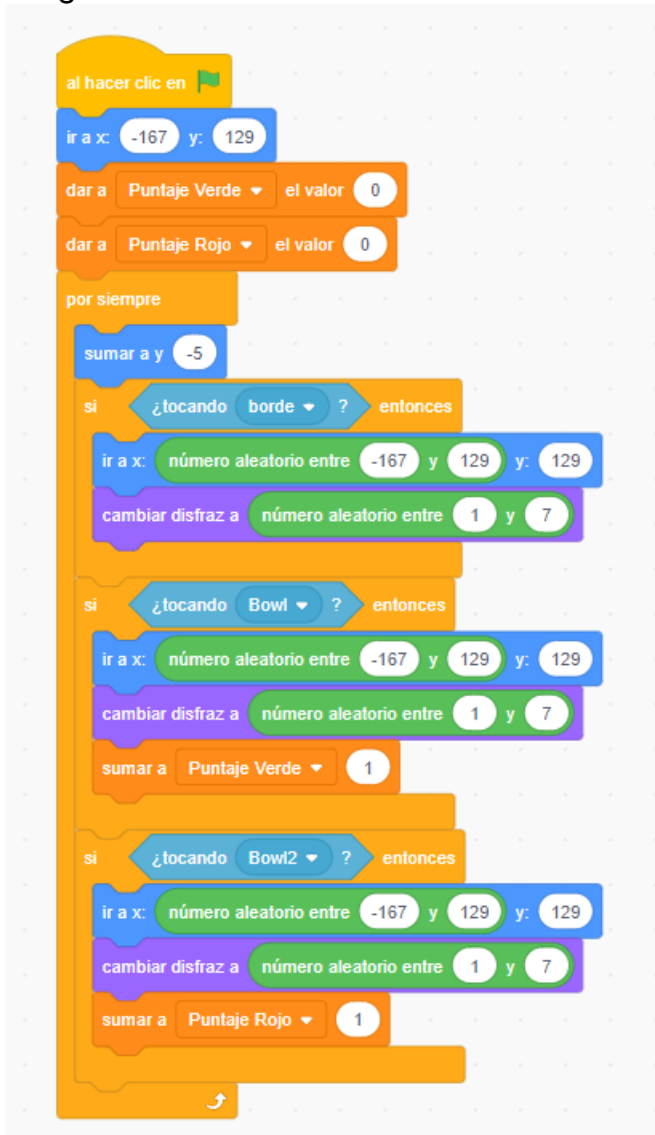 al hacer clic en
ir a x: -167 y: 129
dar a Puntaje Verde el valor 0
dar a Puntaje Rojo el valor 0
por siempre
sumar a y -5
si ¿tocando borde ? entonces
ir a x: número aleatorio entre -167 y 129 y: 129
cambiar disfraz a número aleatorio entre 1 y 7
si ¿tocando Bowl ? entonces
ir a x: número aleatorio entre -167 y 129 y: 129
cambiar disfraz a número aleatorio entre 1 y 7
sumar a Puntaje Verde 1
si ¿tocando Bowl2 ? entonces
ir a x: número aleatorio entre -167 y 129 y: 129
cambiar disfraz a número aleatorio entre 1 y 7
sumar a Puntaje Rojo 1